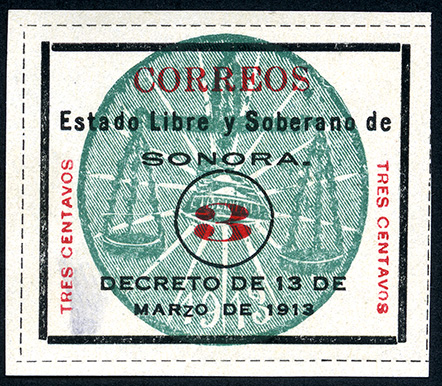 CORREOS
Estado Libre y Soberano de
SONORA.
TRES CENTAVOS
3
TRES CENTAVOS
DECRETO DE 13 DE
MARZO DE 1913